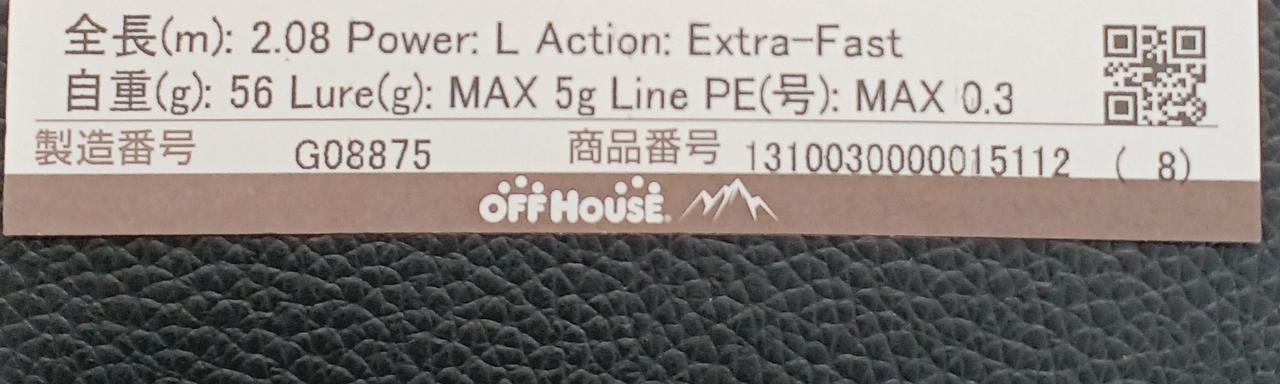 全長(m): 2.08 Power: L Action: Extra-Fast
自重(g): 56 Lure(g): MAX 5g Line PE(号): MAX 0.3
製造番号 G08875 商品番号 1310030000015112 ( 8)
OFF HOUSE